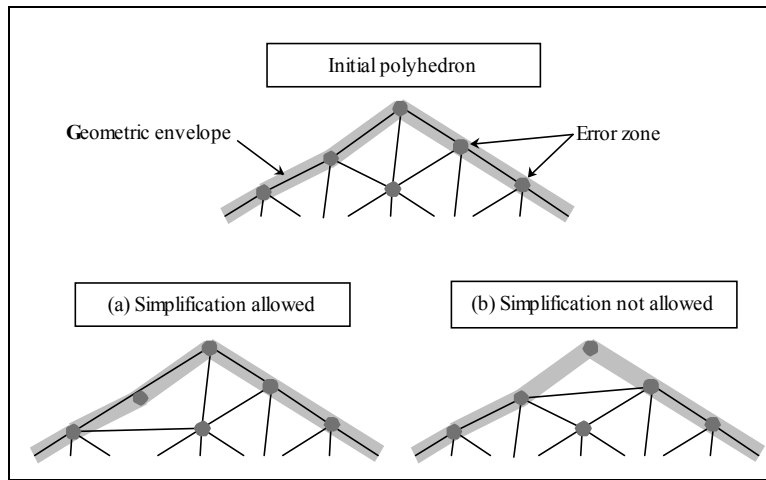 Initial polyhedron
Geometric envelope
Error zone
(a) Simplification allowed
(b) Simplification not allowed